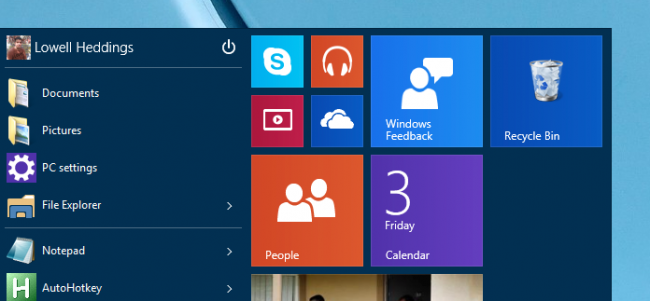 Lowell Heddings
Documents
Pictures
PC settings
File Explorer
Notepad
H
AutoHotkey
S
Windows
Feedback
Recycle Bin
People
3
Friday
Calendar